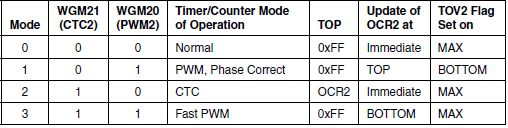 Mode WGM21 (CTC2) WGM20 (PWM2) Timer/Counter Mode of Operation TOP Update of OCR2 at TOV2 Flag Set on
0 0 0 Normal 0xFF Immediate MAX
1 0 1 PWM, Phase Correct 0xFF TOP BOTTOM
2 1 0 CTC OCR2 Immediate MAX
3 1 1 Fast PWM 0xFF BOTTOM MAX